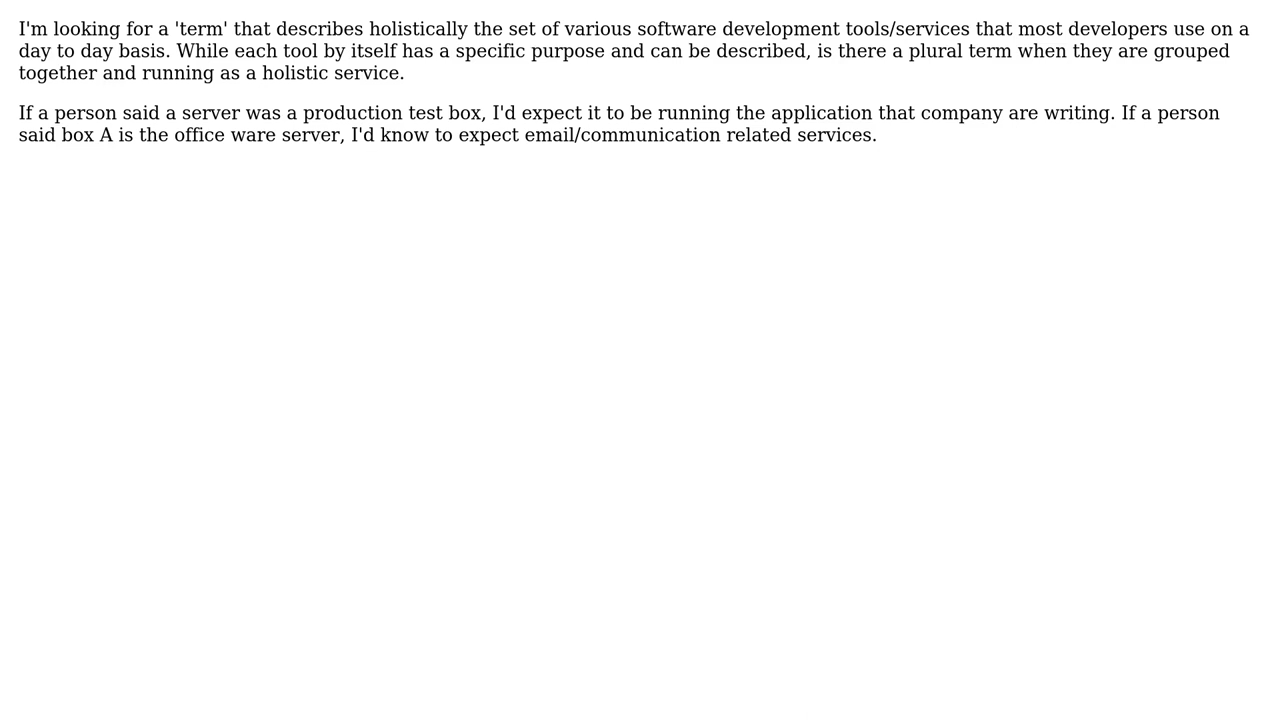 I'm looking for a 'term' that describes holistically the set of various software development tools/services that most developers use on a
day to day basis. While each tool by itself has a specific purpose and can be described, is there a plural term when they are grouped
together and running as a holistic service.
If a person said a server was a production test box, I'd expect it to be running the application that company are writing. If a person
said box A is the office ware server, I'd know to expect email/communication related services.